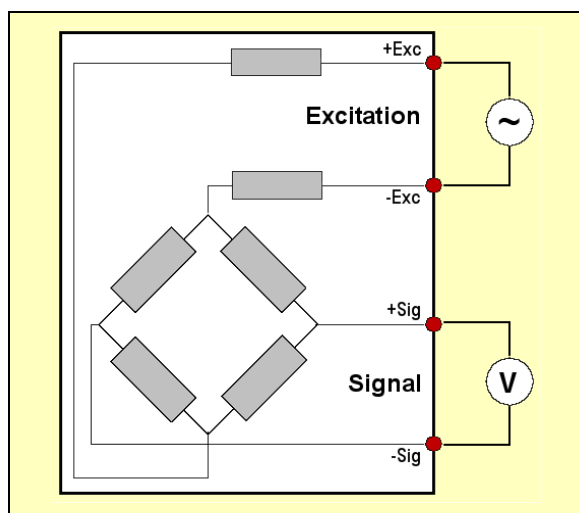 +Exc
Excitation
~
-Exc
+Sig
Signal
V
-Sig